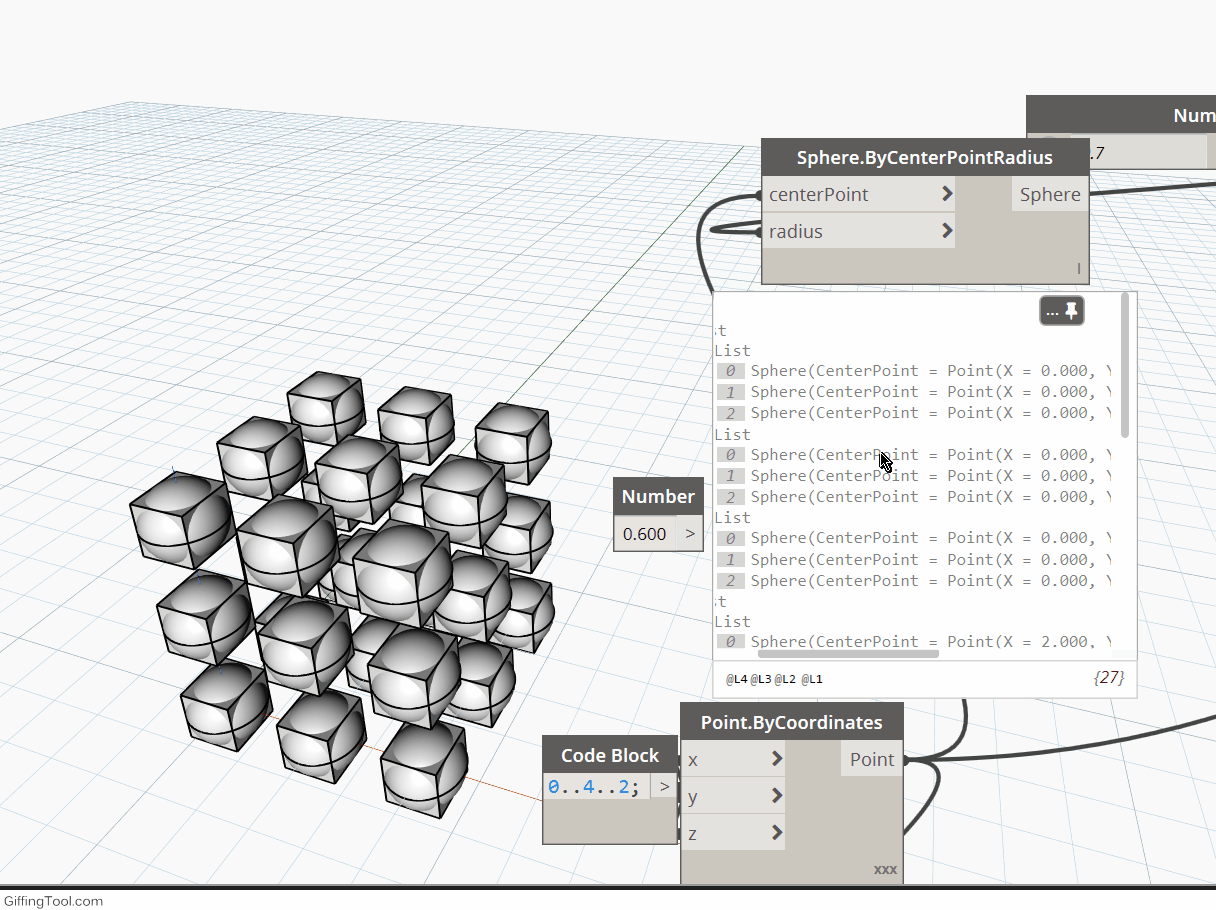 Num
.7
Sphere.ByCenterPointRadius
centerPoint > Sphere
radius >
l
... 
st
List
0 Sphere(CenterPoint = Point(X = 0.000, Y
1 Sphere(CenterPoint = Point(X = 0.000, Y
2 Sphere(CenterPoint = Point(X = 0.000, Y
List
0 Sphere(CenterPoint = Point(X = 0.000, Y
1 Sphere(CenterPoint = Point(X = 0.000, Y
2 Sphere(CenterPoint = Point(X = 0.000, Y
List
0 Sphere(CenterPoint = Point(X = 0.000, Y
1 Sphere(CenterPoint = Point(X = 0.000, Y
2 Sphere(CenterPoint = Point(X = 0.000, Y
st
List
0 Sphere(CenterPoint = Point(X = 2.000, Y
@L4 @L3 @L2 @L1 {27}
Number
0.600 >
Point.ByCoordinates
x > Point
y >
z >
xxx
Code Block
0..4..2; >
GiffingTool.com